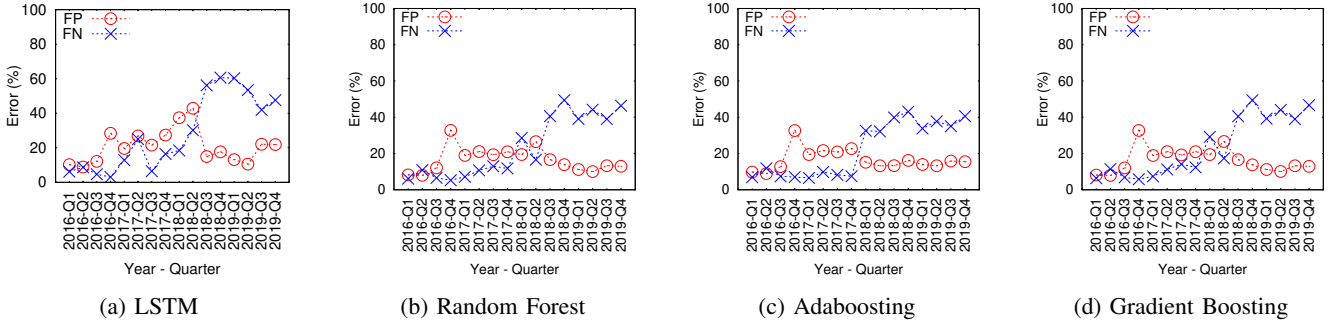 FP
FN
Error (%)
100
80
60
40
20
0
2016-Q1
2016-Q2
2016-Q3
2016-Q4
2017-Q1
2017-Q2
2017-Q3
2017-Q4
2018-Q1
2018-Q2
2018-Q3
2018-Q4
2019-Q1
2019-Q2
2019-Q3
2019-Q4
Year - Quarter
(a) LSTM
FP
FN
Error (%)
100
80
60
40
20
0
2016-Q1
2016-Q2
2016-Q3
2016-Q4
2017-Q1
2017-Q2
2017-Q3
2017-Q4
2018-Q1
2018-Q2
2018-Q3
2018-Q4
2019-Q1
2019-Q2
2019-Q3
2019-Q4
Year - Quarter
(b) Random Forest
FP
FN
Error (%)
100
80
60
40
20
0
2016-Q1
2016-Q2
2016-Q3
2016-Q4
2017-Q1
2017-Q2
2017-Q3
2017-Q4
2018-Q1
2018-Q2
2018-Q3
2018-Q4
2019-Q1
2019-Q2
2019-Q3
2019-Q4
Year - Quarter
(c) Adaboosting
FP
FN
Error (%)
100
80
60
40
20
0
2016-Q1
2016-Q2
2016-Q3
2016-Q4
2017-Q1
2017-Q2
2017-Q3
2017-Q4
2018-Q1
2018-Q2
2018-Q3
2018-Q4
2019-Q1
2019-Q2
2019-Q3
2019-Q4
Year - Quarter
(d) Gradient Boosting